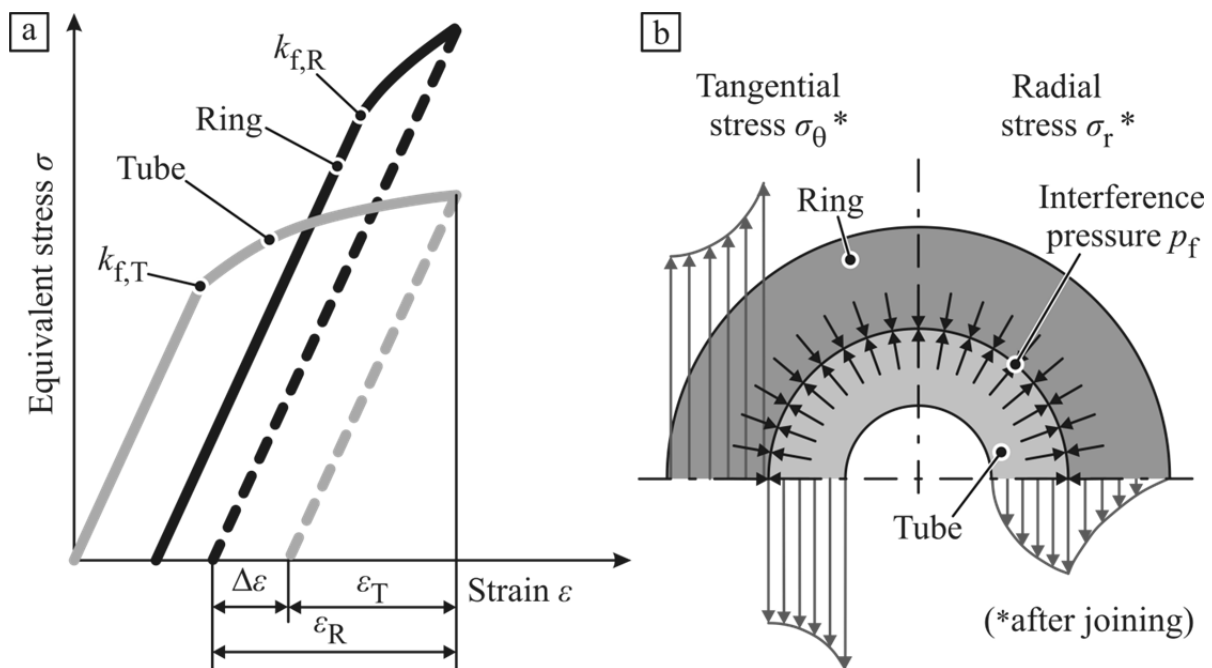 a
k_f,R
Ring
Tube
k_f,T
Equivalent stress σ
Δε
ε_T
Strain ε
ε_R
b
Tangential
stress σ_θ*
Radial
stress σ_r*
Ring
Interference
pressure p_f
Tube
(*after joining)